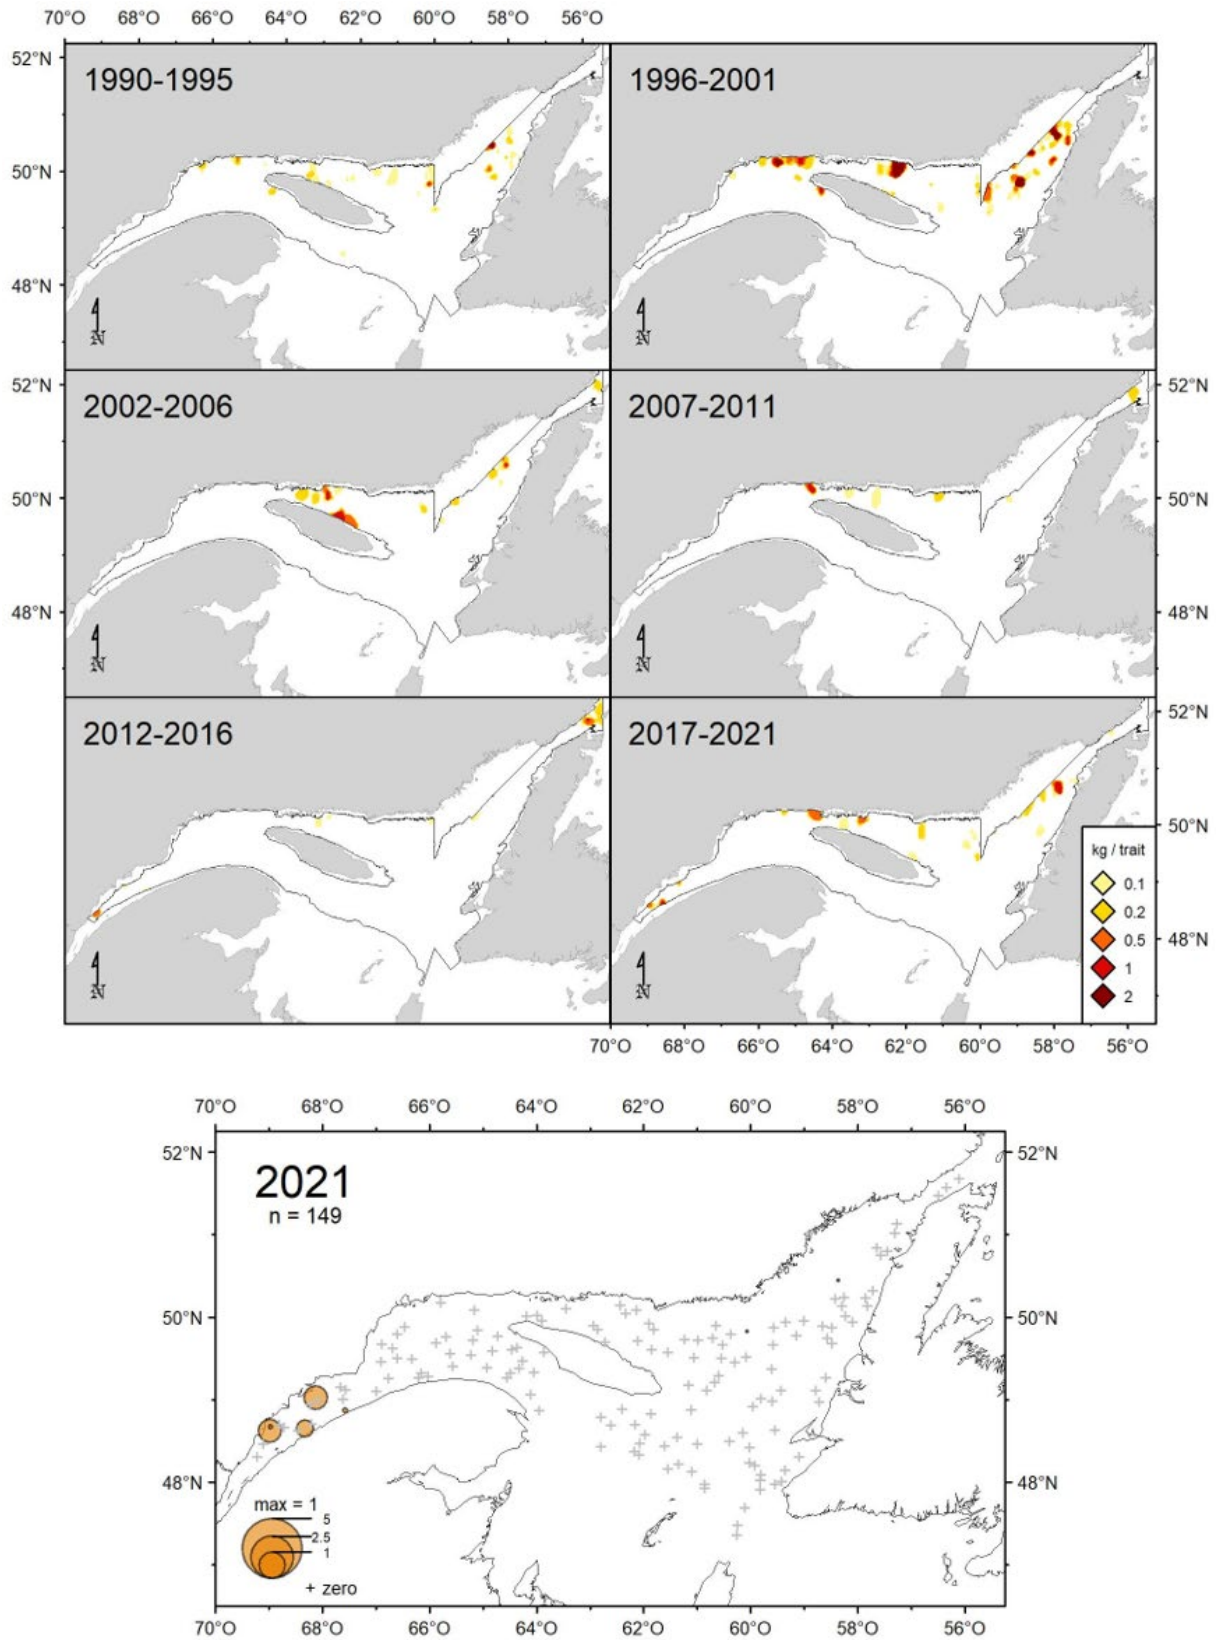 70°O 68°O 66°O 64°O 62°O 60°O 58°O 56°O
52°N
1990-1995
1996-2001
50°N
48°N
N
N
52°N
52°N
2002-2006
2007-2011
50°N
50°N
48°N
48°N
N
N
52°N
2012-2016
2017-2021
50°N
kg / trait
0.1
0.2
0.5
48°N
1
2
N
N
70°O 68°O 66°O 64°O 62°O 60°O 58°O 56°O
70°O 68°O 66°O 64°O 62°O 60°O 58°O 56°O
52°N
52°N
2021
n = 149
50°N
50°N
48°N
48°N
max = 1
5
2.5
1
+ zero
70°O 68°O 66°O 64°O 62°O 60°O 58°O 56°O